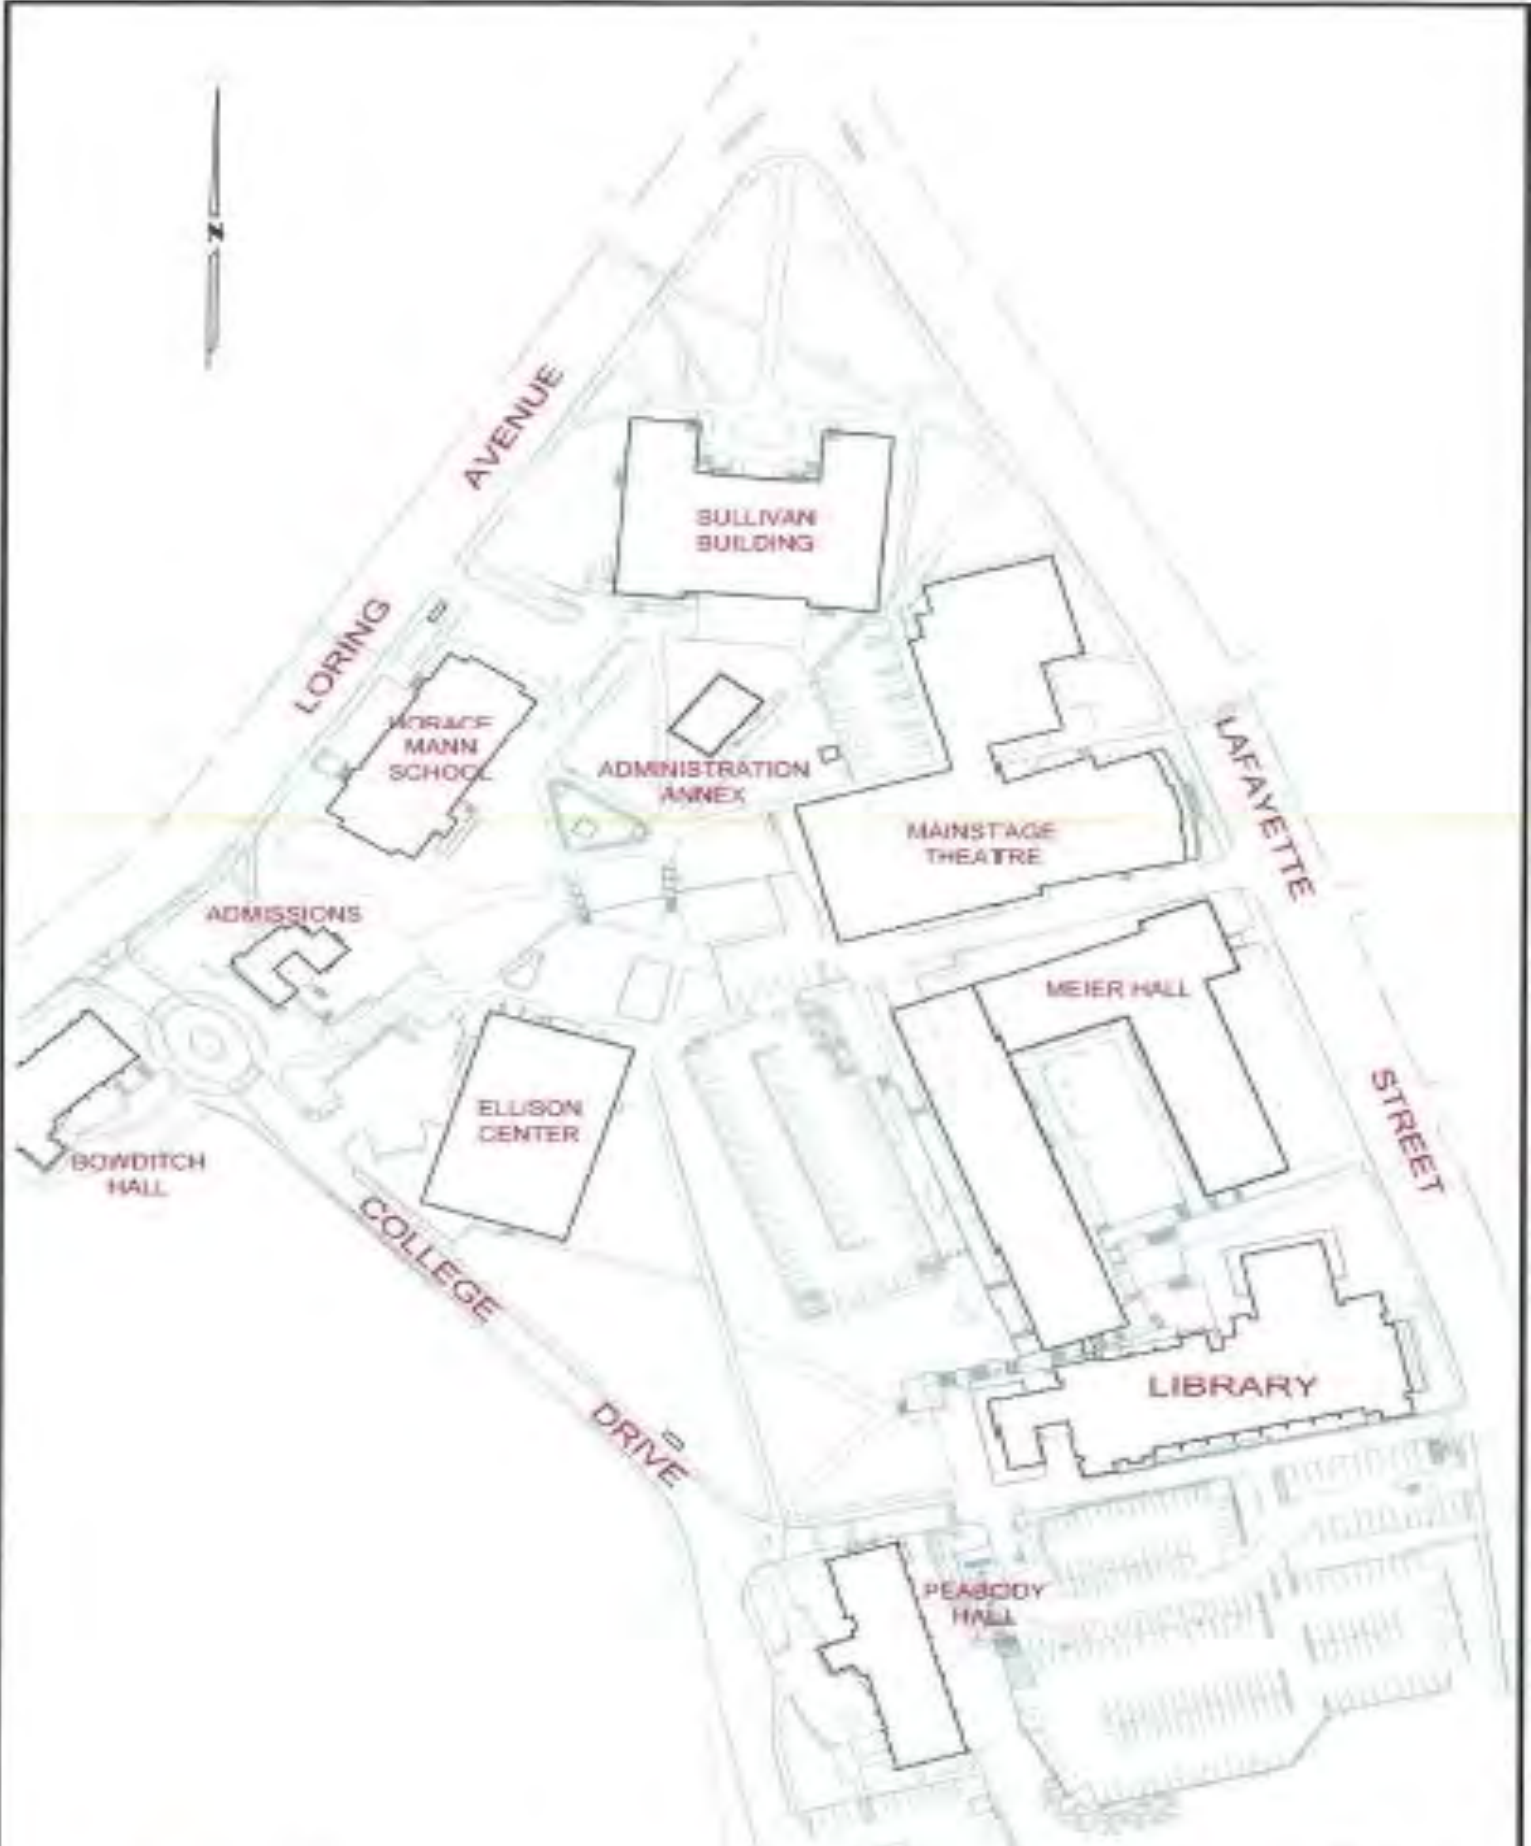 N
LORING AVENUE
SULLIVAN
BUILDING
HORACE
MANN
SCHOOL
ADMINISTRATION
ANNEX
MAINSTAGE
THEATRE
LAFAYETTE STREET
ADMISSIONS
MEIER HALL
ELLISON
CENTER
BOWDITCH
HALL
COLLEGE DRIVE
LIBRARY
PEABODY
HALL